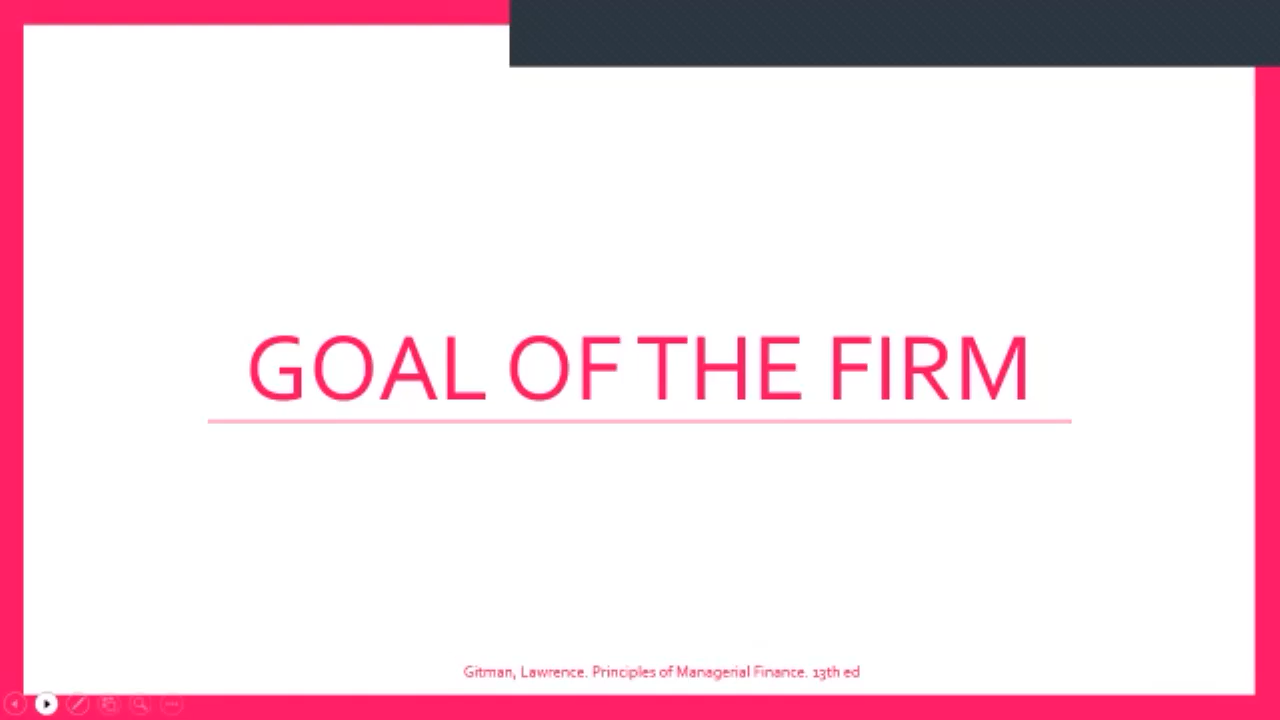 GOAL OF THE FIRM
Gitman, Lawrence. Principles of Managerial Finance. 13th ed